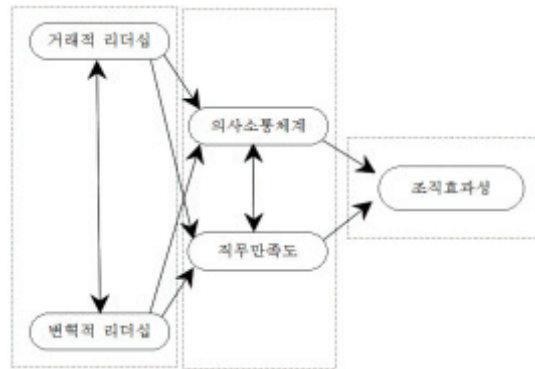 거래적 리더십
의사소통체계
조직효과성
직무만족도
변혁적 리더십